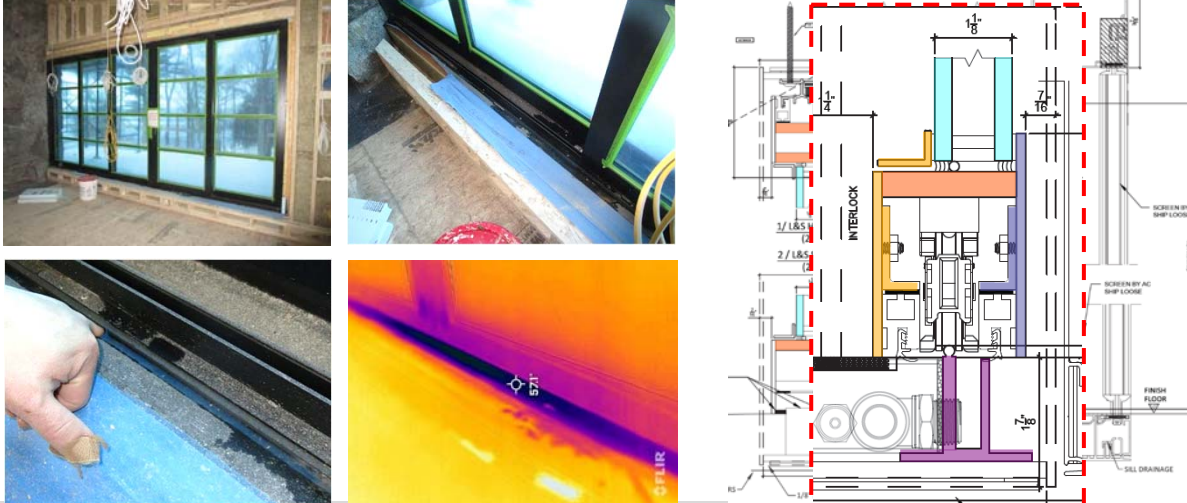 57.1°
FLIR
1 1/8"
1/4"
7/16"
INTERLOCK
1/ L&S
2 / L&S
SCREEN BY
SHIP LOOSE
SCREEN BY AC
SHIP LOOSE
FINISH
FLOOR
1 7/8"
SILL DRAINAGE
RS
1/8